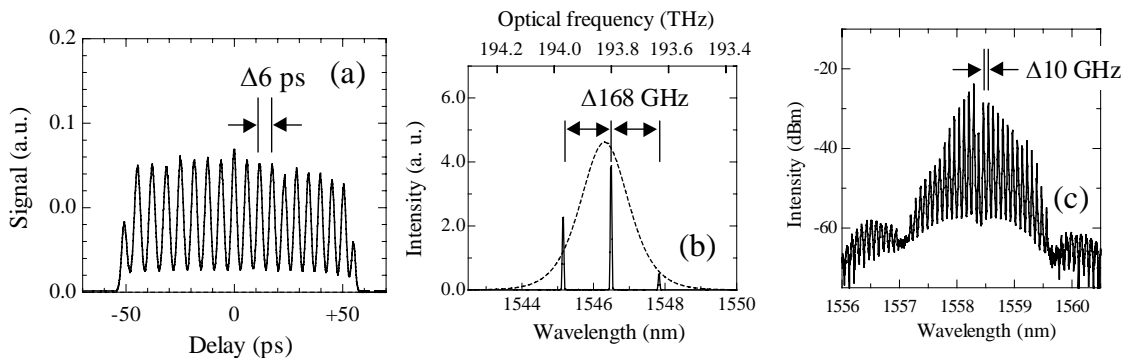 0.2
0.1
0.0
0.0
Signal (a.u.)
Δ6 ps
(a)
-50
0
+50
Delay (ps)
Optical frequency (THz)
194.2
194.0
193.8
193.6
193.4
6.0
4.0
2.0
0.0
Intensity (a. u.)
Δ168 GHz
(b)
1544
1546
1548
1550
Wavelength (nm)
-20
-40
-60
Intensity (dBm)
Δ10 GHz
(c)
1556
1557
1558
1559
1560
Wavelength (nm)